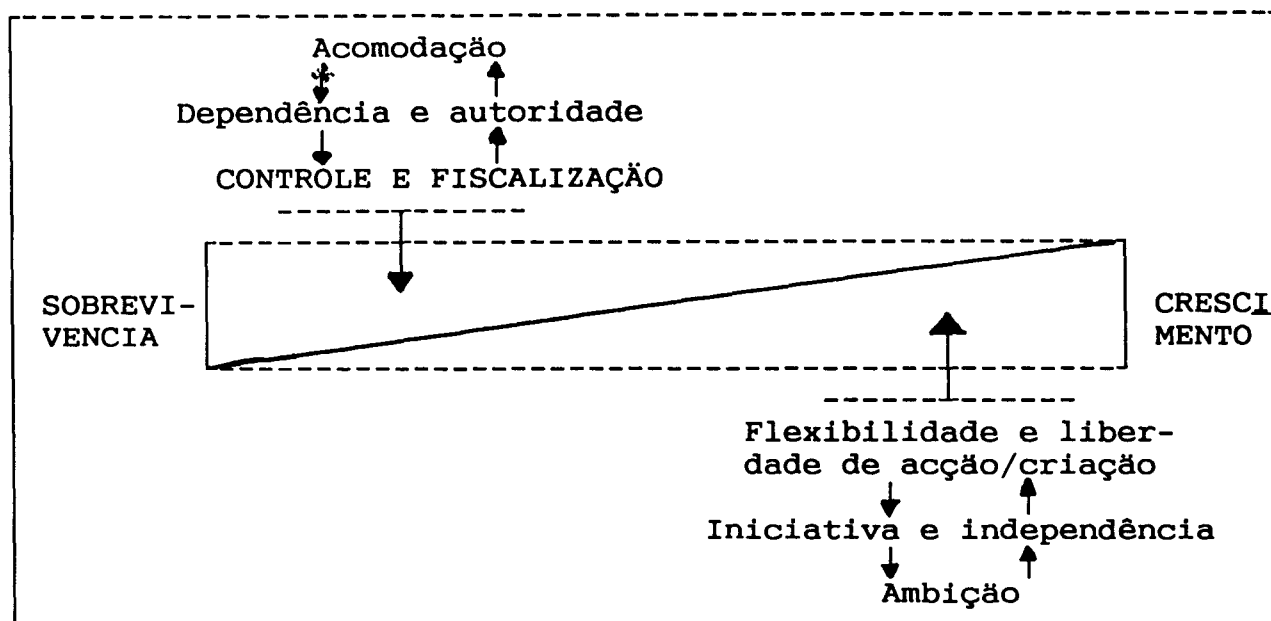 Acomodação
Dependência e autoridade
CONTROLE E FISCALIZAÇÃO
SOBREVI-
VENCIA
CRESCI
MENTO
Flexibilidade e liber-
dade de acção/criação
Iniciativa e independência
Ambição